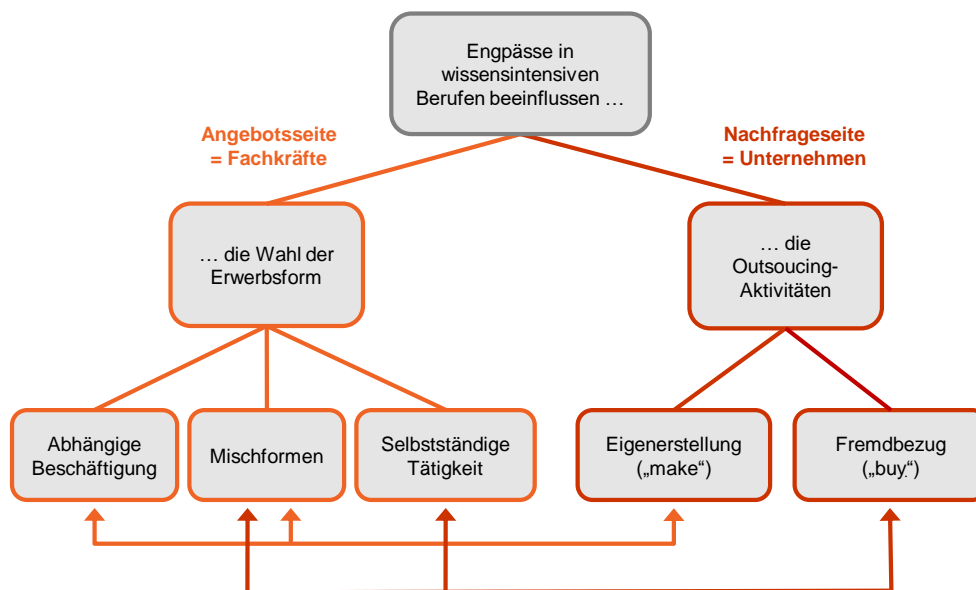 Engpässe in
wissensintensiven
Berufen beeinflussen …
Angebotsseite
= Fachkräfte
Nachfrageseite
= Unternehmen
… die Wahl der
Erwerbsform
… die
Outsoucing-
Aktivitäten
Abhängige
Beschäftigung
Mischformen
Selbstständige
Tätigkeit
Eigenerstellung
(„make“)
Fremdbezug
(„buy“)